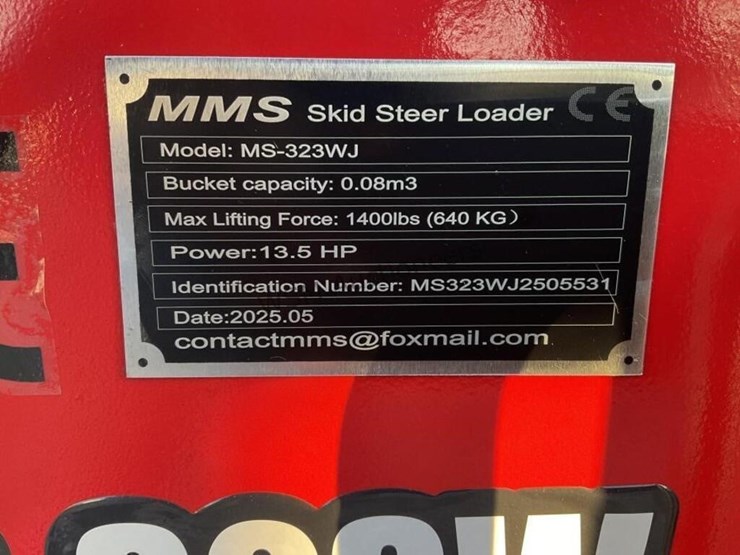 MMS Skid Steer Loader CE
Model: MS-323WJ
Bucket capacity: 0.08m3
Max Lifting Force: 1400lbs (640 KG）
Power:13.5 HP
Identification Number: MS323WJ2505531
Date:2025.05
contactmms@foxmail.com